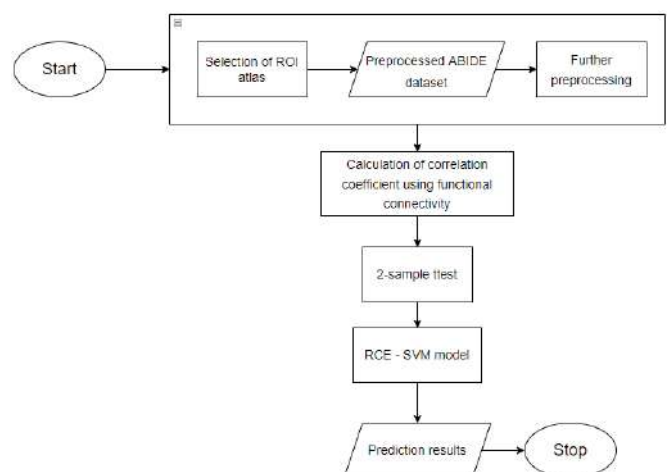 Start
Selection of ROI
atlas
Preprocessed ABIDE
dataset
Further
preprocessing
Calculation of correlation
coefficient using functional
connectivity
2-sample ttest
RCE - SVM model
Prediction results
Stop